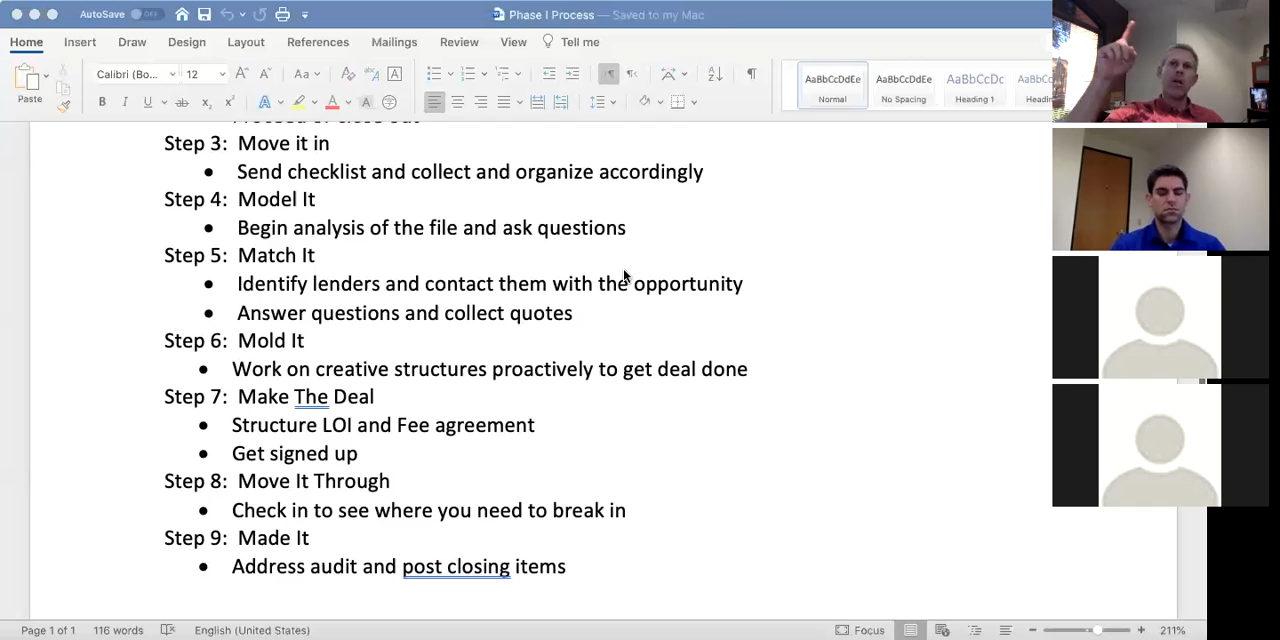 AutoSave OFF Phase I Process — Saved to my Mac
Home Insert Draw Design Layout References Mailings Review View Tell me
Paste Calibri (Bo... 12 Aa AaBbCcDdEe AaBbCcDdEe AaBbCcDc
B I U ab x₂ x² A A A Normal No Spacing Heading 1
Step 3: Move it in
• Send checklist and collect and organize accordingly
Step 4: Model It
• Begin analysis of the file and ask questions
Step 5: Match It
• Identify lenders and contact them with the opportunity
• Answer questions and collect quotes
Step 6: Mold It
• Work on creative structures proactively to get deal done
Step 7: Make The Deal
• Structure LOI and Fee agreement
• Get signed up
Step 8: Move It Through
• Check in to see where you need to break in
Step 9: Made It
• Address audit and post closing items
Page 1 of 1 116 words English (United States) Focus 211%